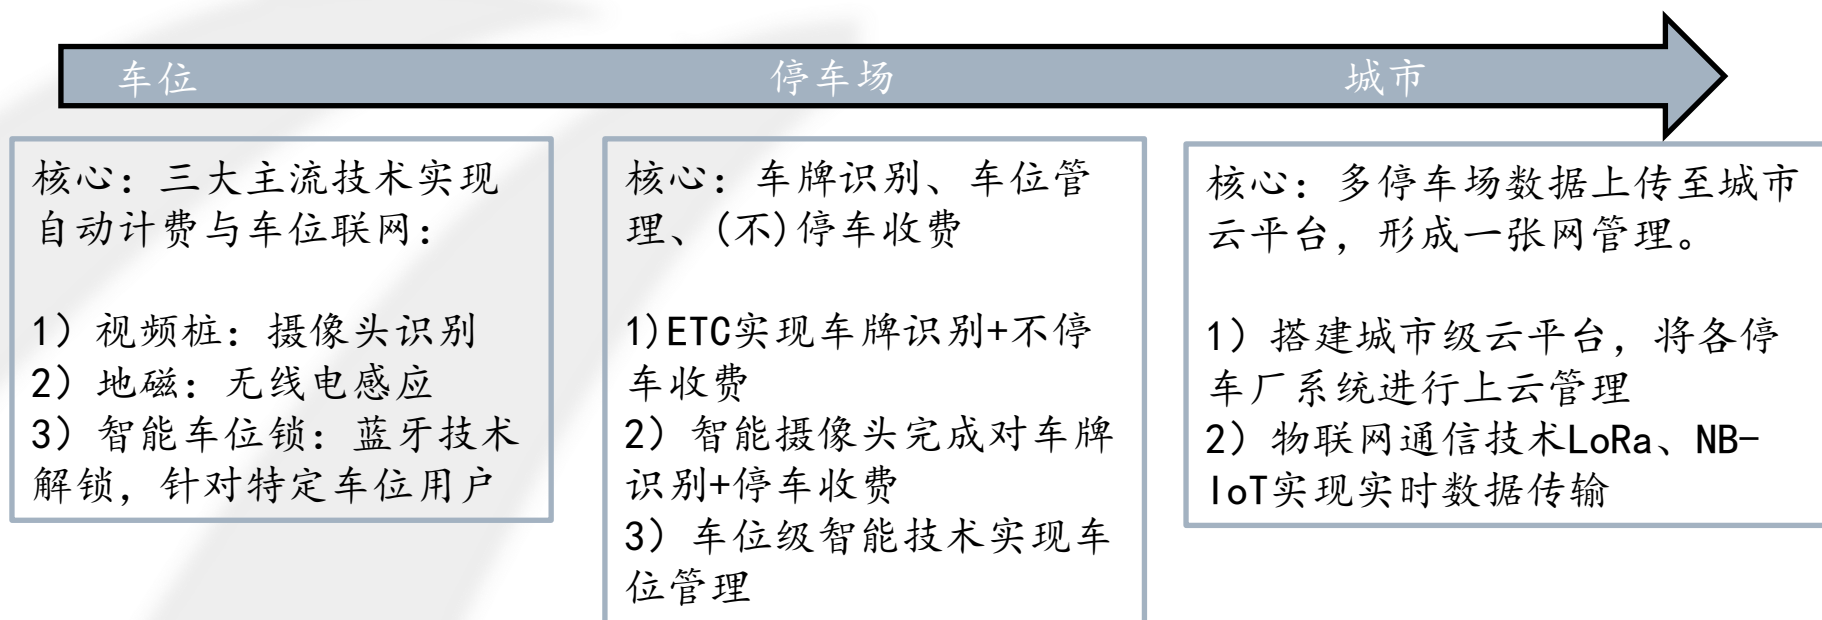 车位
停车场
城市
核心：三大主流技术实现
自动计费与车位联网：
1）视频桩：摄像头识别
2）地磁：无线电感应
3）智能车位锁：蓝牙技术
解锁，针对特定车位用户
核心：车牌识别、车位管
理、(不)停车收费
1)ETC实现车牌识别+不停
车收费
2）智能摄像头完成对车牌
识别+停车收费
3）车位级智能技术实现车
位管理
核心：多停车场数据上传至城市
云平台，形成一张网管理。
1）搭建城市级云平台，将各停
车厂系统进行上云管理
2）物联网通信技术LoRa、NB-
IoT实现实时数据传输